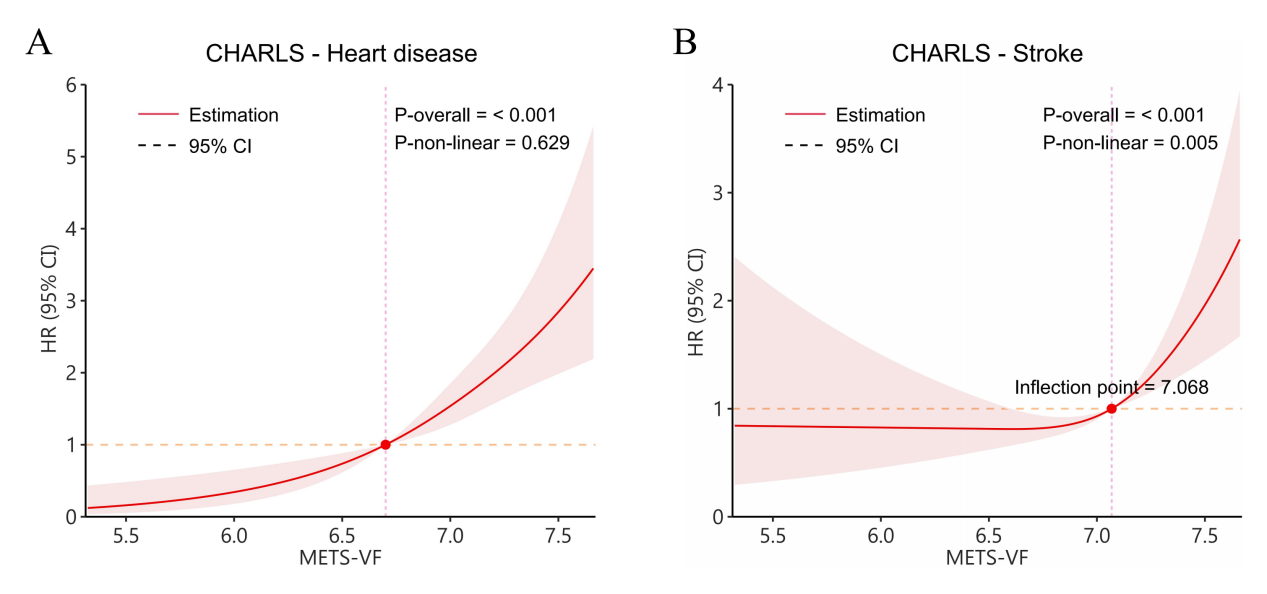 A
CHARLS - Heart disease
6
5
4
3
2
1
0
HR (95% CI)
Estimation
95% CI
P-overall = < 0.001
P-non-linear = 0.629
5.5 6.0 6.5 7.0 7.5
METS-VF
B
CHARLS - Stroke
4
3
2
1
0
HR (95% CI)
Estimation
95% CI
P-overall = < 0.001
P-non-linear = 0.005
Inflection point = 7.068
5.5 6.0 6.5 7.0 7.5
METS-VF